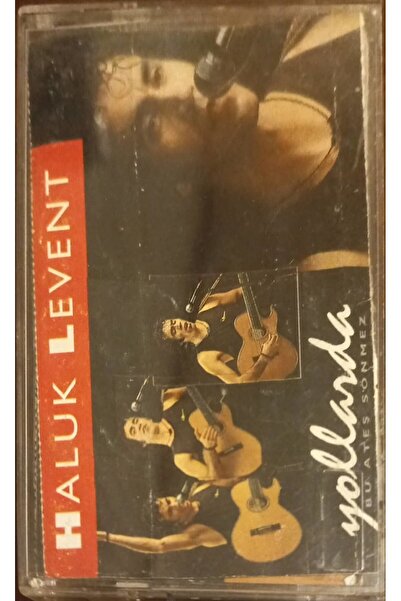 HALUK LEVENT
yollarda
BU ATEŞ SÖNMEZ